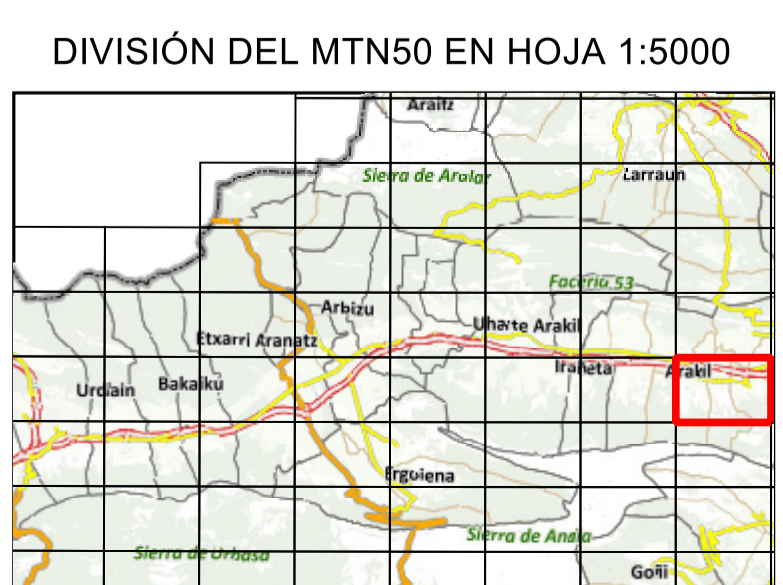 DIVISIÓN DEL MTN50 EN HOJA 1:5000
Araitz
Sierra de Aralar
Larraun
Facería 53
Arbizu
Uharte Arakil
Etxarri Aranatz
Irañeta
Arakil
Urdiain
Bakaiku
Ergoiena
Sierra de Andia
Sierra de Urbasa
Goñi